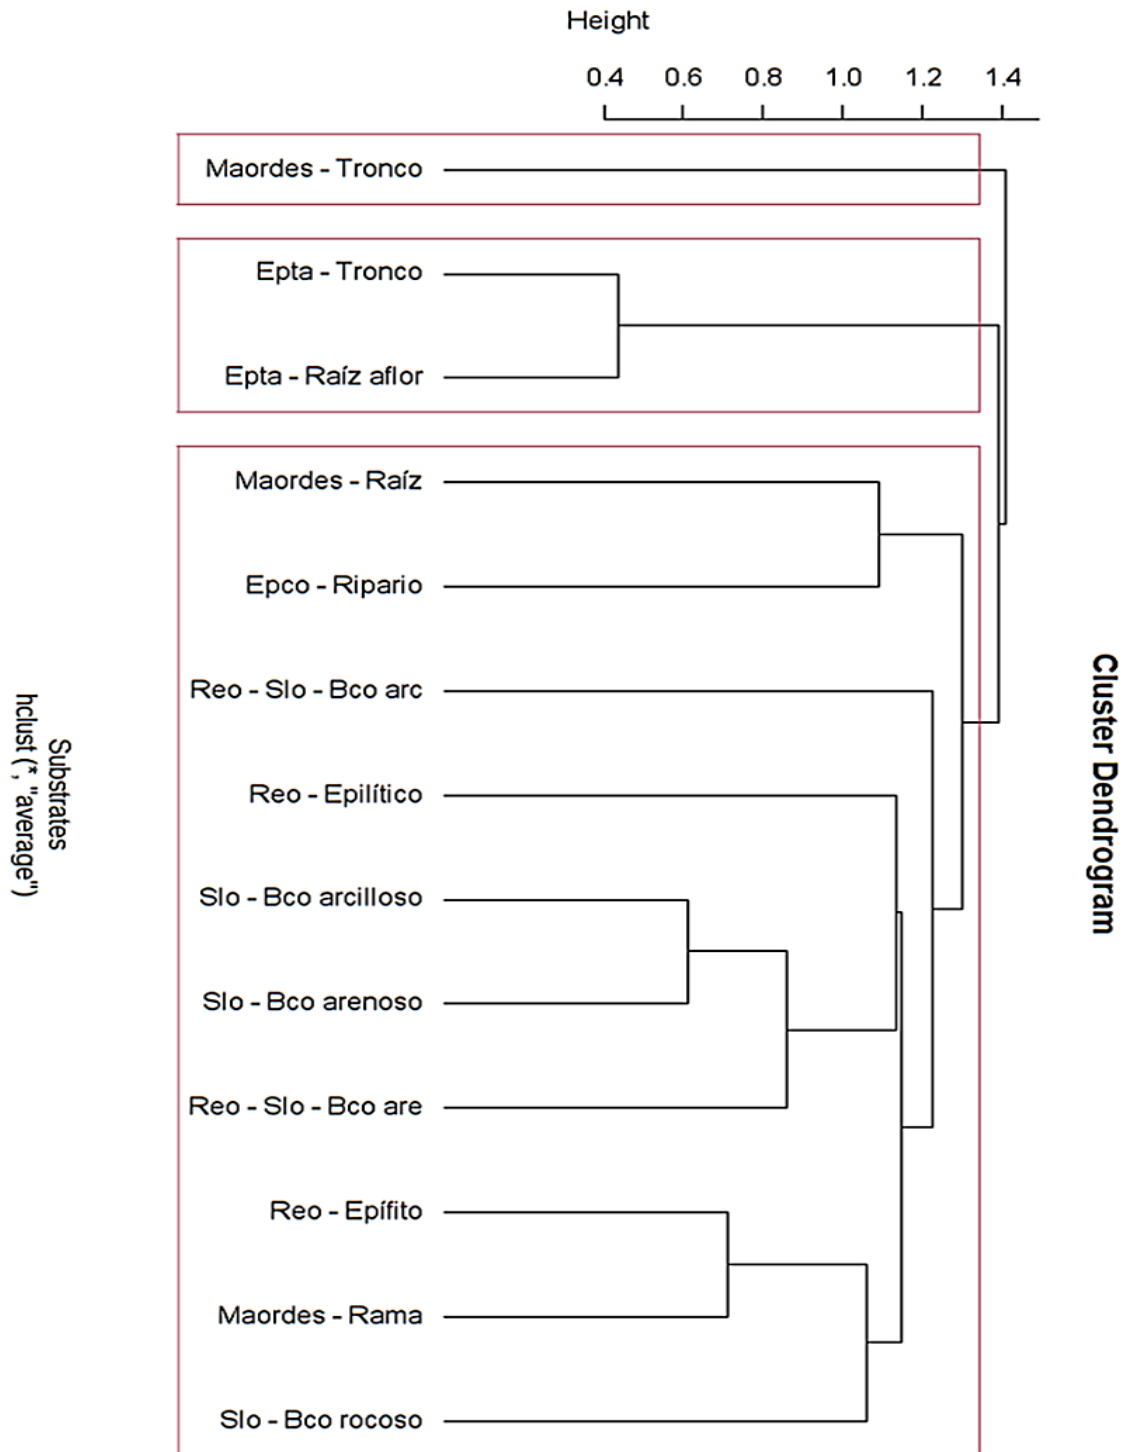 Height
0.4 0.6 0.8 1.0 1.2 1.4
Maordes - Tronco
Epta - Tronco
Epta - Raíz aflor
Maordes - Raíz
Epco - Ripario
Reo - Slo - Bco arc
Reo - Epilítico
Slo - Bco arcilloso
Slo - Bco arenoso
Reo - Slo - Bco are
Reo - Epífito
Maordes - Rama
Slo - Bco rocoso
Cluster Dendrogram
Substrates
hclust (*, "average")